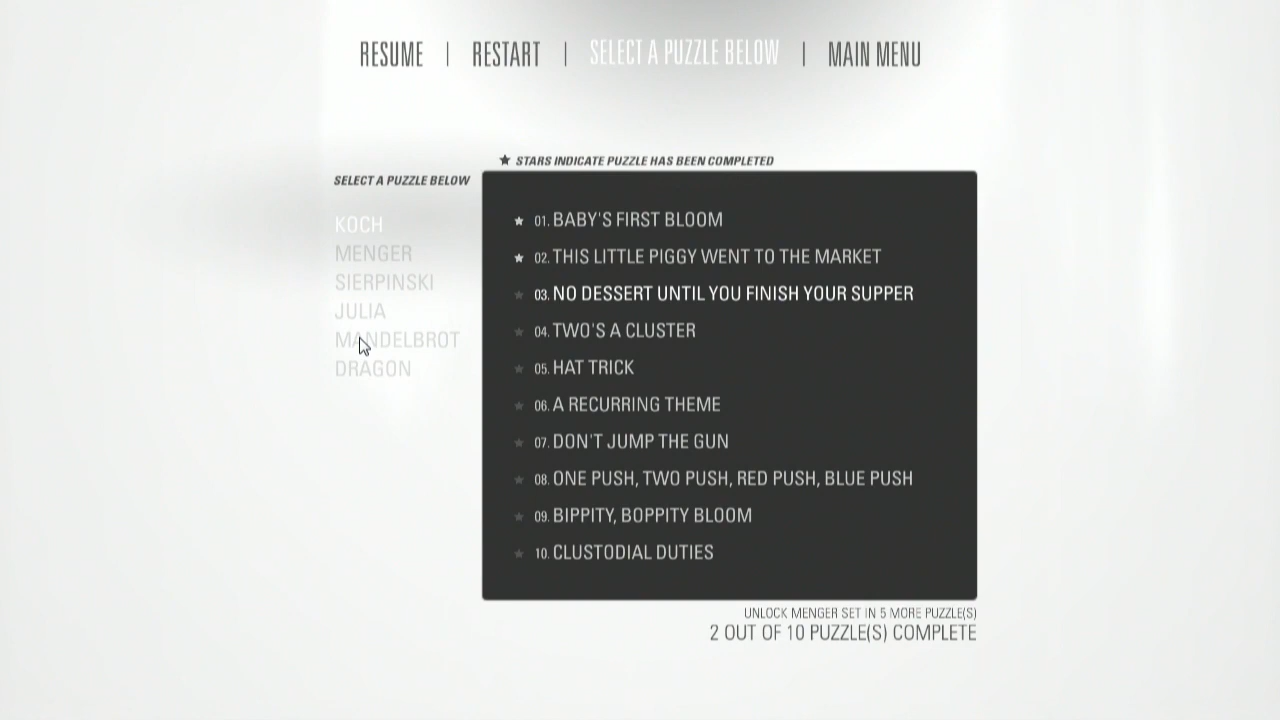 RESUME | RESTART | SELECT A PUZZLE BELOW | MAIN MENU
★ STARS INDICATE PUZZLE HAS BEEN COMPLETED
SELECT A PUZZLE BELOW
KOCH
MENGER
SIERPINSKI
JULIA
MANDELBROT
DRAGON
★ 01. BABY'S FIRST BLOOM
★ 02. THIS LITTLE PIGGY WENT TO THE MARKET
★ 03. NO DESSERT UNTIL YOU FINISH YOUR SUPPER
★ 04. TWO'S A CLUSTER
★ 05. HAT TRICK
★ 06. A RECURRING THEME
★ 07. DON'T JUMP THE GUN
★ 08. ONE PUSH, TWO PUSH, RED PUSH, BLUE PUSH
★ 09. BIPPITY, BOPPITY BLOOM
★ 10. CLUSTODIAL DUTIES
UNLOCK MENGER SET IN 5 MORE PUZZLE(S)
2 OUT OF 10 PUZZLE(S) COMPLETE